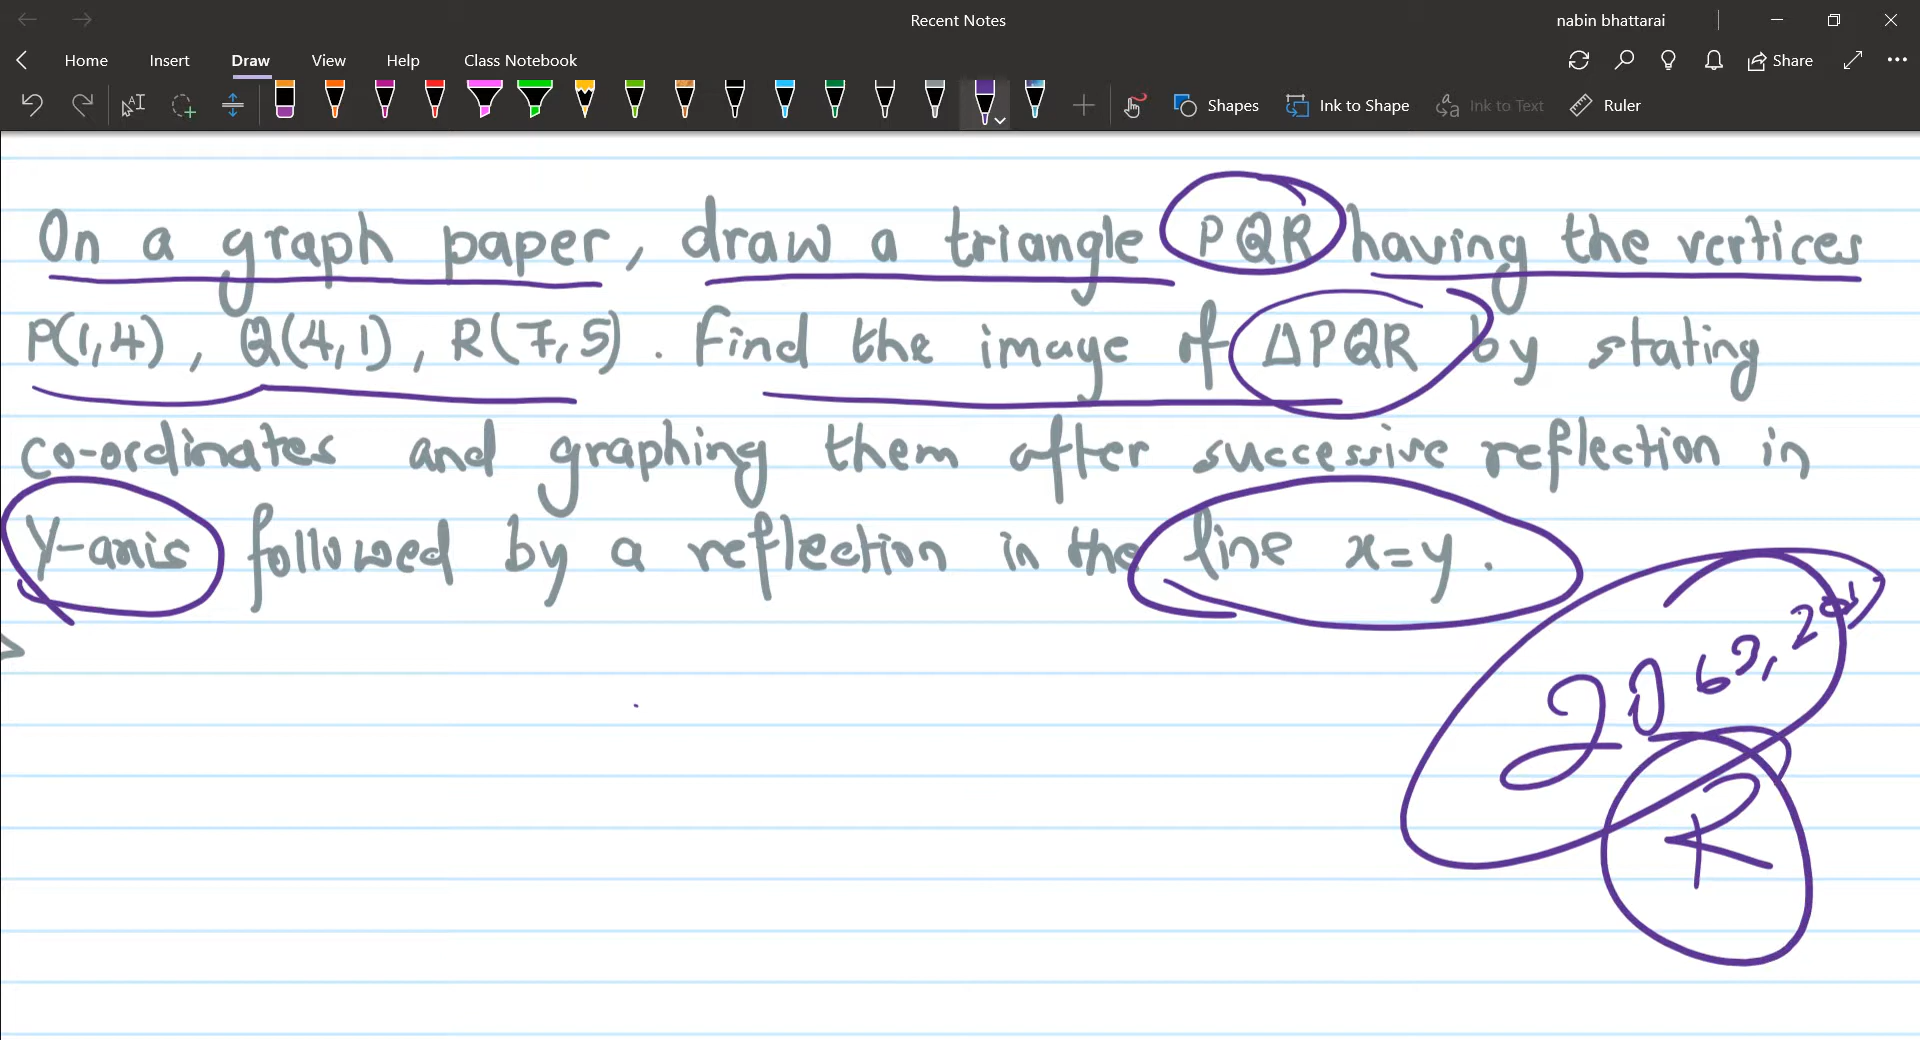 Recent Notes
nabin bhattarai
Home Insert Draw View Help Class Notebook
Share
Shapes Ink to Shape Ink to Text Ruler
On a graph paper, draw a triangle PQR having the vertices
P(1,4), Q(4,1), R(7,5). Find the image of ΔPQR by stating
co-ordinates and graphing them after successive reflection in
Y-axis followed by a reflection in the line x=y.
R